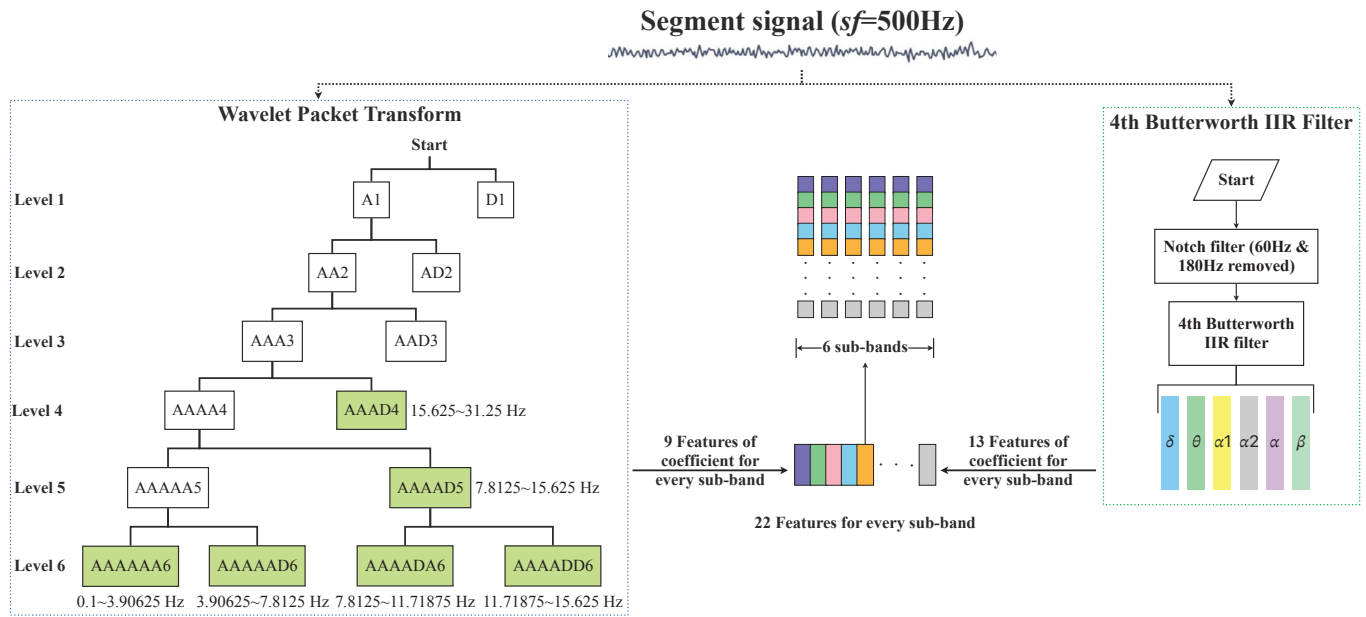 Segment signal (sf=500Hz)
Wavelet Packet Transform
Start
Level 1
A1
D1
Level 2
AA2
AD2
Level 3
AAA3
AAD3
Level 4
AAAA4
AAAD4
15.625~31.25 Hz
Level 5
AAAAA5
AAAAD5
7.8125~15.625 Hz
Level 6
AAAAAA6
AAAAAD6
AAAADA6
AAAADD6
0.1~3.90625 Hz
3.90625~7.8125 Hz
7.8125~11.71875 Hz
11.71875~15.625 Hz
6 sub-bands
9 Features of
coefficient for
every sub-band
13 Features of
coefficient for
every sub-band
22 Features for every sub-band
4th Butterworth IIR Filter
Start
Notch filter (60Hz &
180Hz removed)
4th Butterworth
IIR filter
δ θ α1 α2 α β